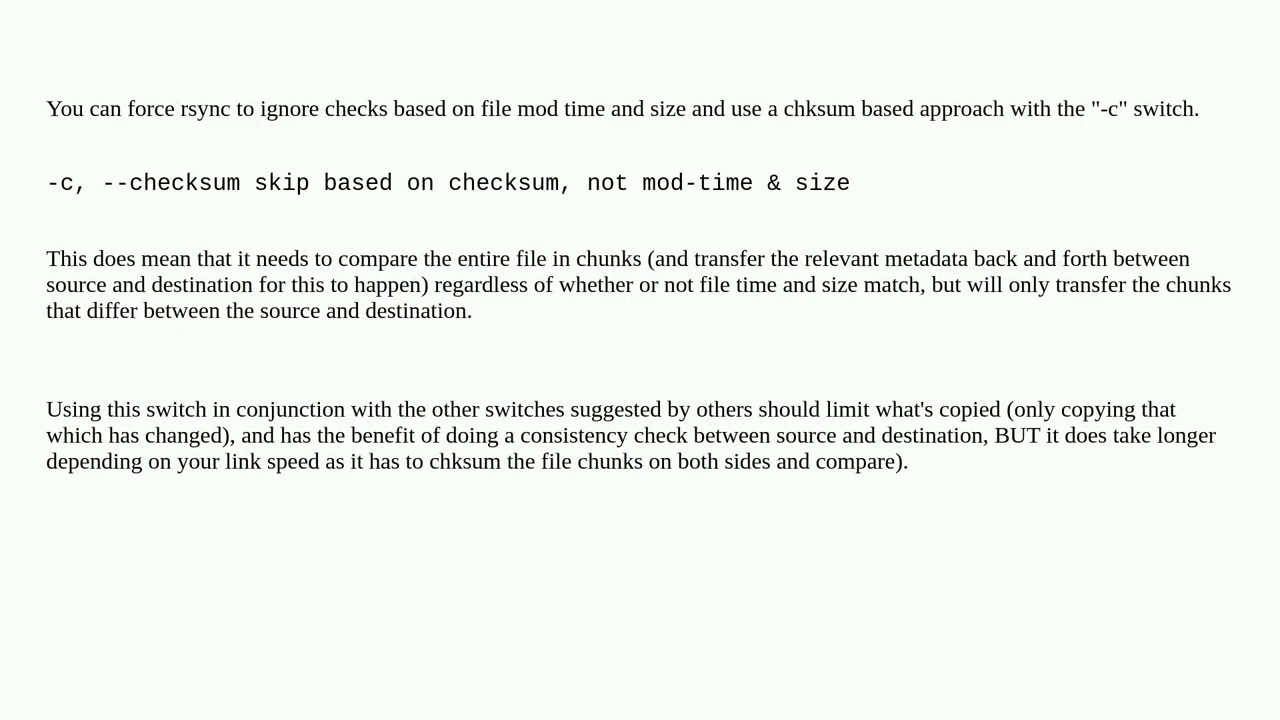 You can force rsync to ignore checks based on file mod time and size and use a chksum based approach with the "-c" switch.
-c, --checksum skip based on checksum, not mod-time & size
This does mean that it needs to compare the entire file in chunks (and transfer the relevant metadata back and forth between
source and destination for this to happen) regardless of whether or not file time and size match, but will only transfer the chunks
that differ between the source and destination.
Using this switch in conjunction with the other switches suggested by others should limit what's copied (only copying that
which has changed), and has the benefit of doing a consistency check between source and destination, BUT it does take longer
depending on your link speed as it has to chksum the file chunks on both sides and compare).